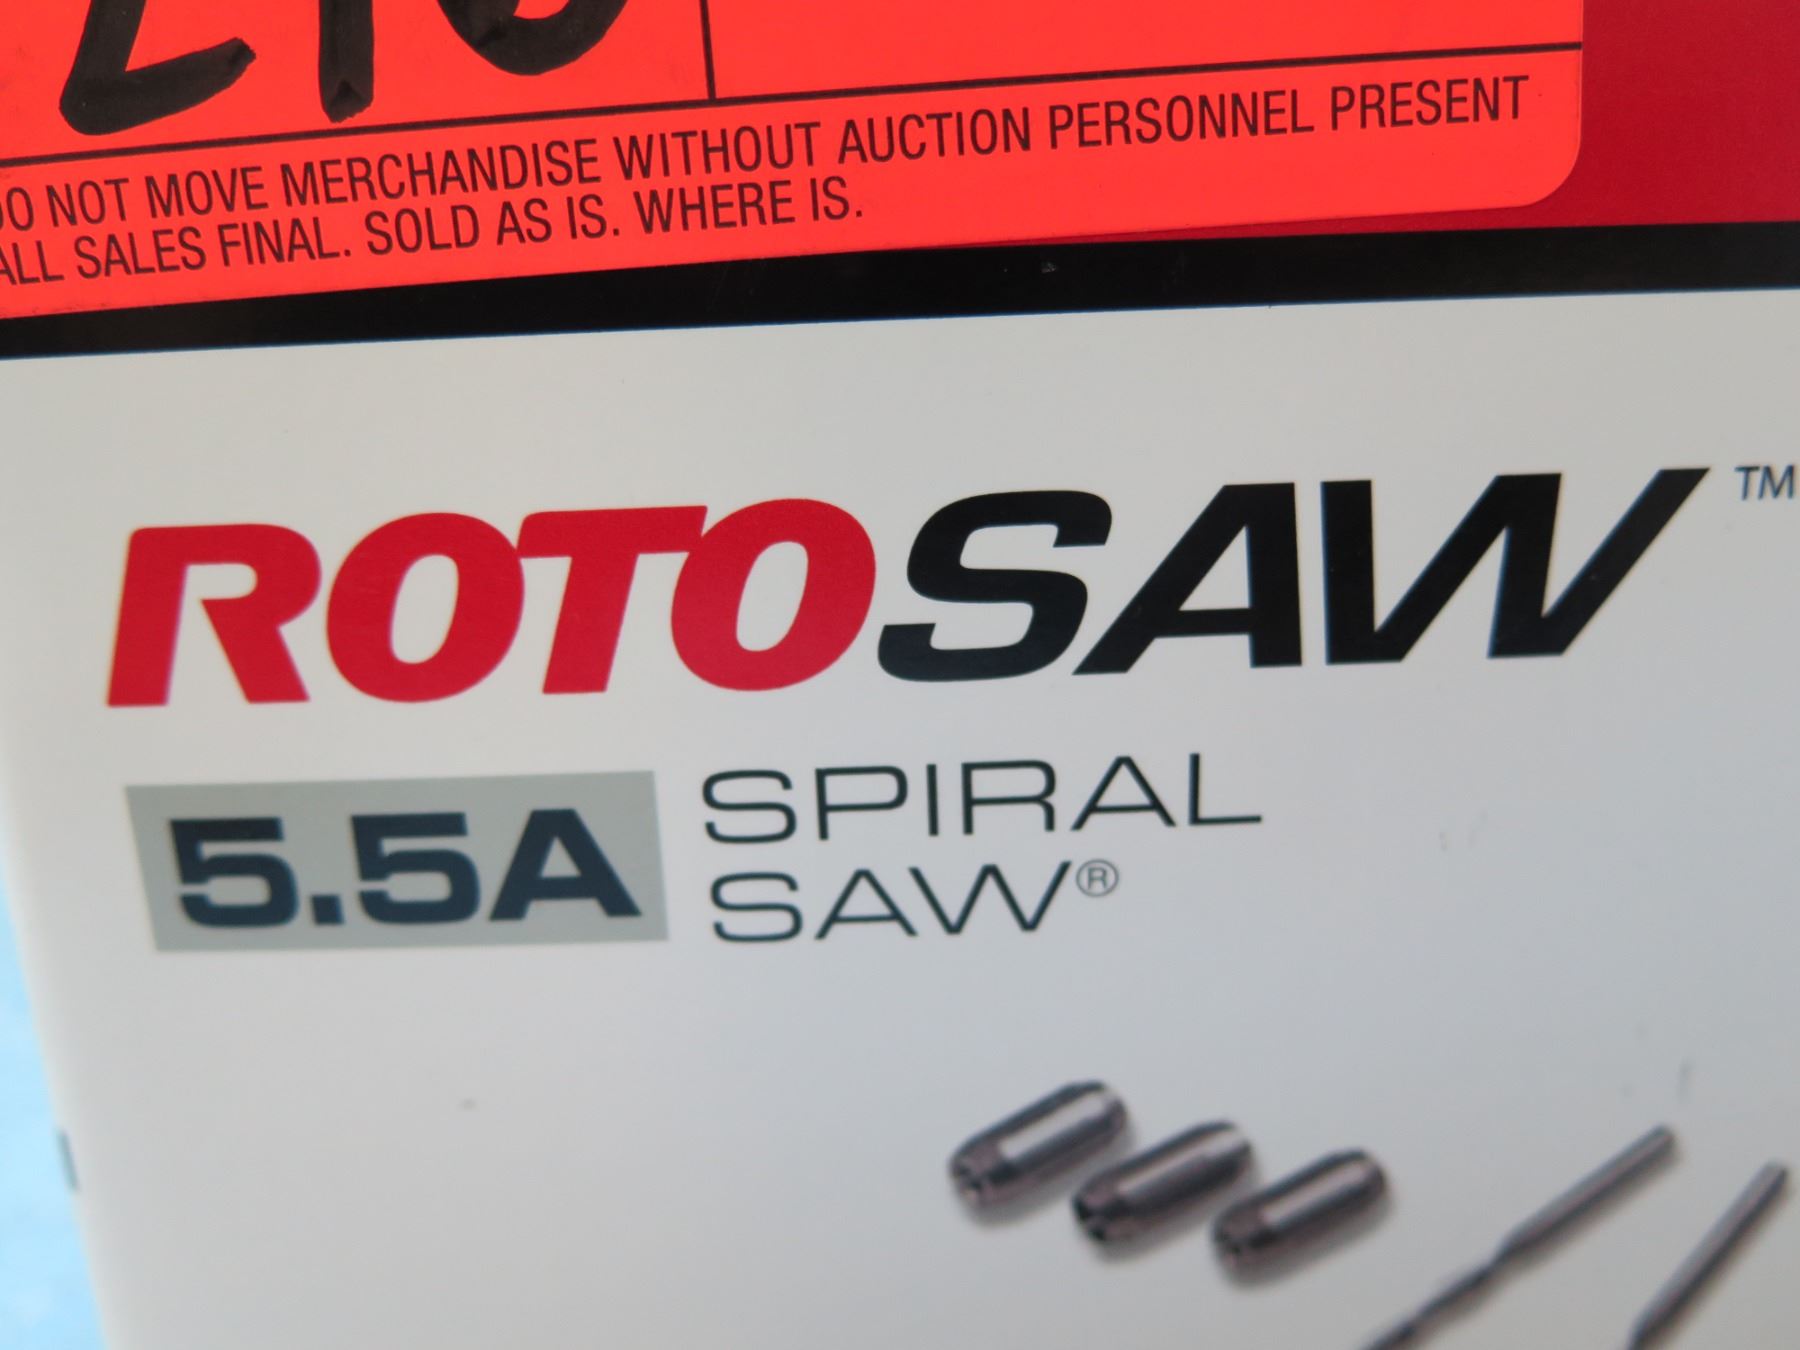 DO NOT MOVE MERCHANDISE WITHOUT AUCTION PERSONNEL PRESENT
ALL SALES FINAL. SOLD AS IS. WHERE IS.
ROTOSAW™
5.5A SPIRAL
SAW®